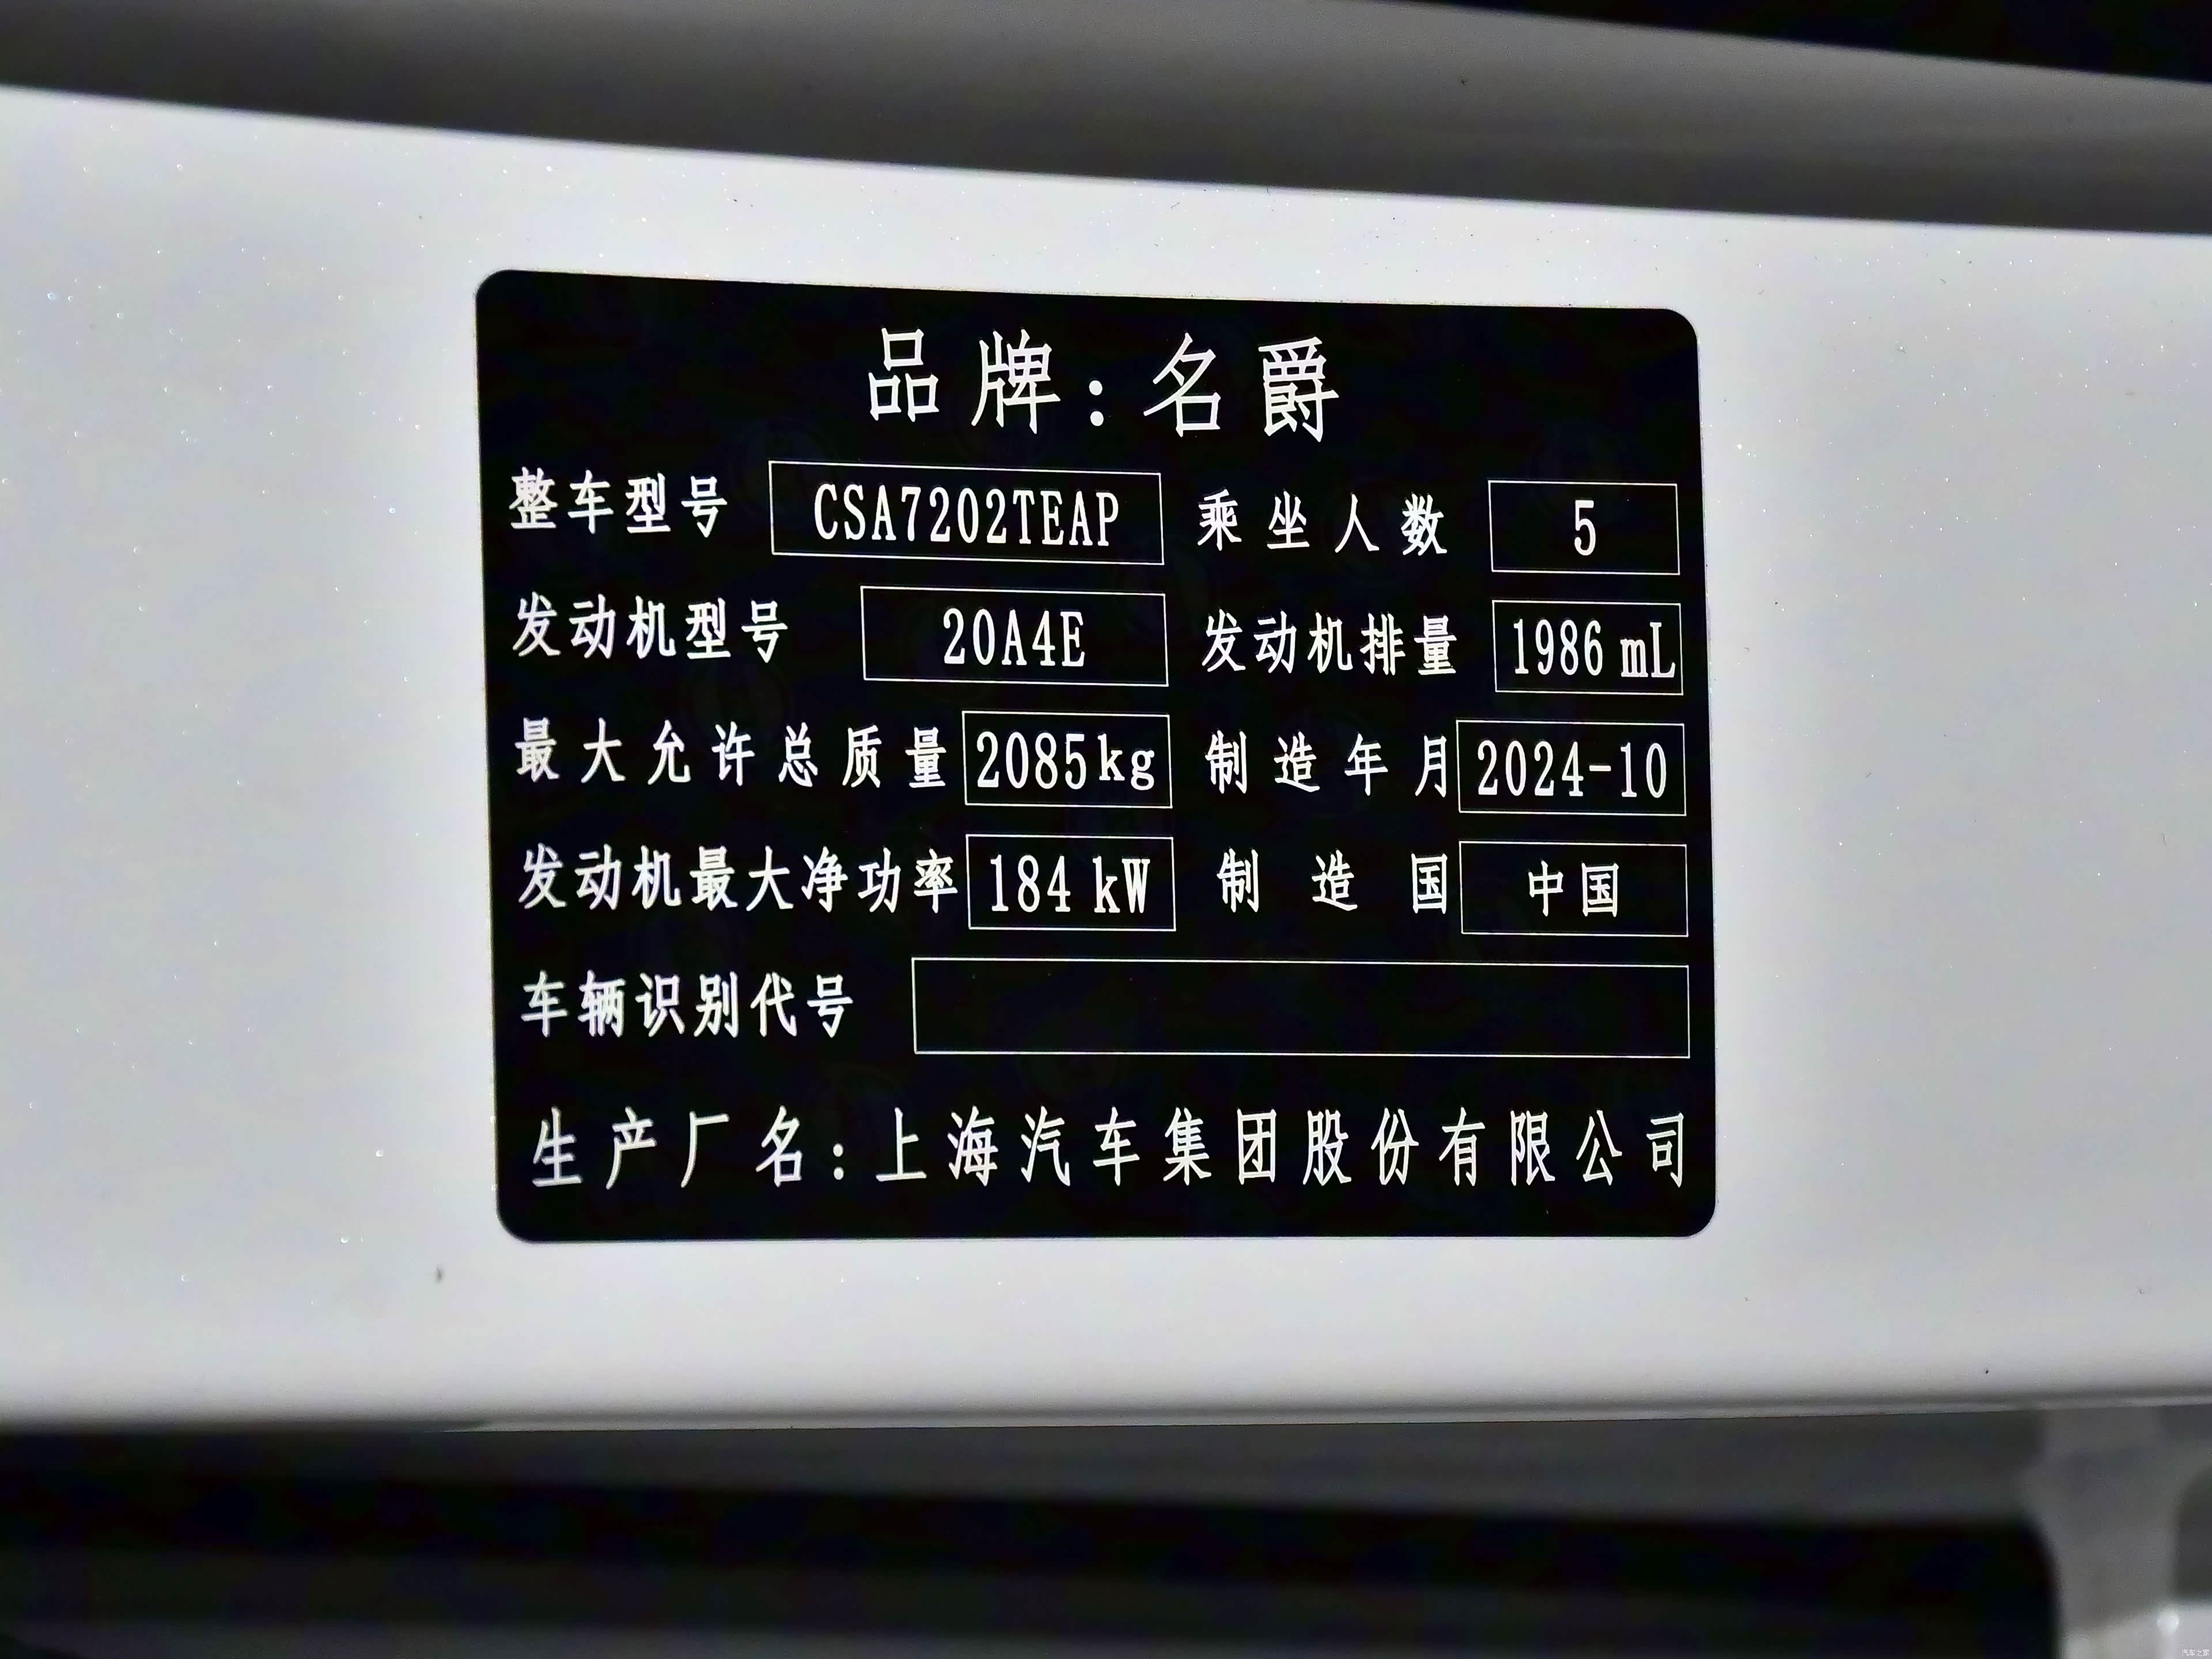 品牌：名爵
整车型号 CSA7202TEAP 乘坐人数 5
发动机型号 20A4E 发动机排量 1986 mL
最大允许总质量 2085kg 制造年月 2024-10
发动机最大净功率 184 kW 制造国 中国
车辆识别代号
生产厂名：上海汽车集团股份有限公司
汽车之家